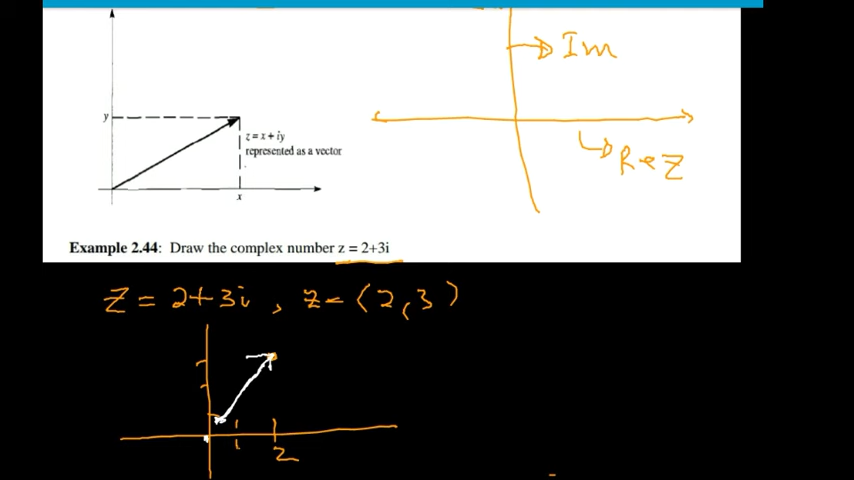 Im
y
z = x + iy
represented as a vector
x
Re Z
Example 2.44: Draw the complex number z = 2+3i
Z = 2+3i, z = (2,3)
1
2